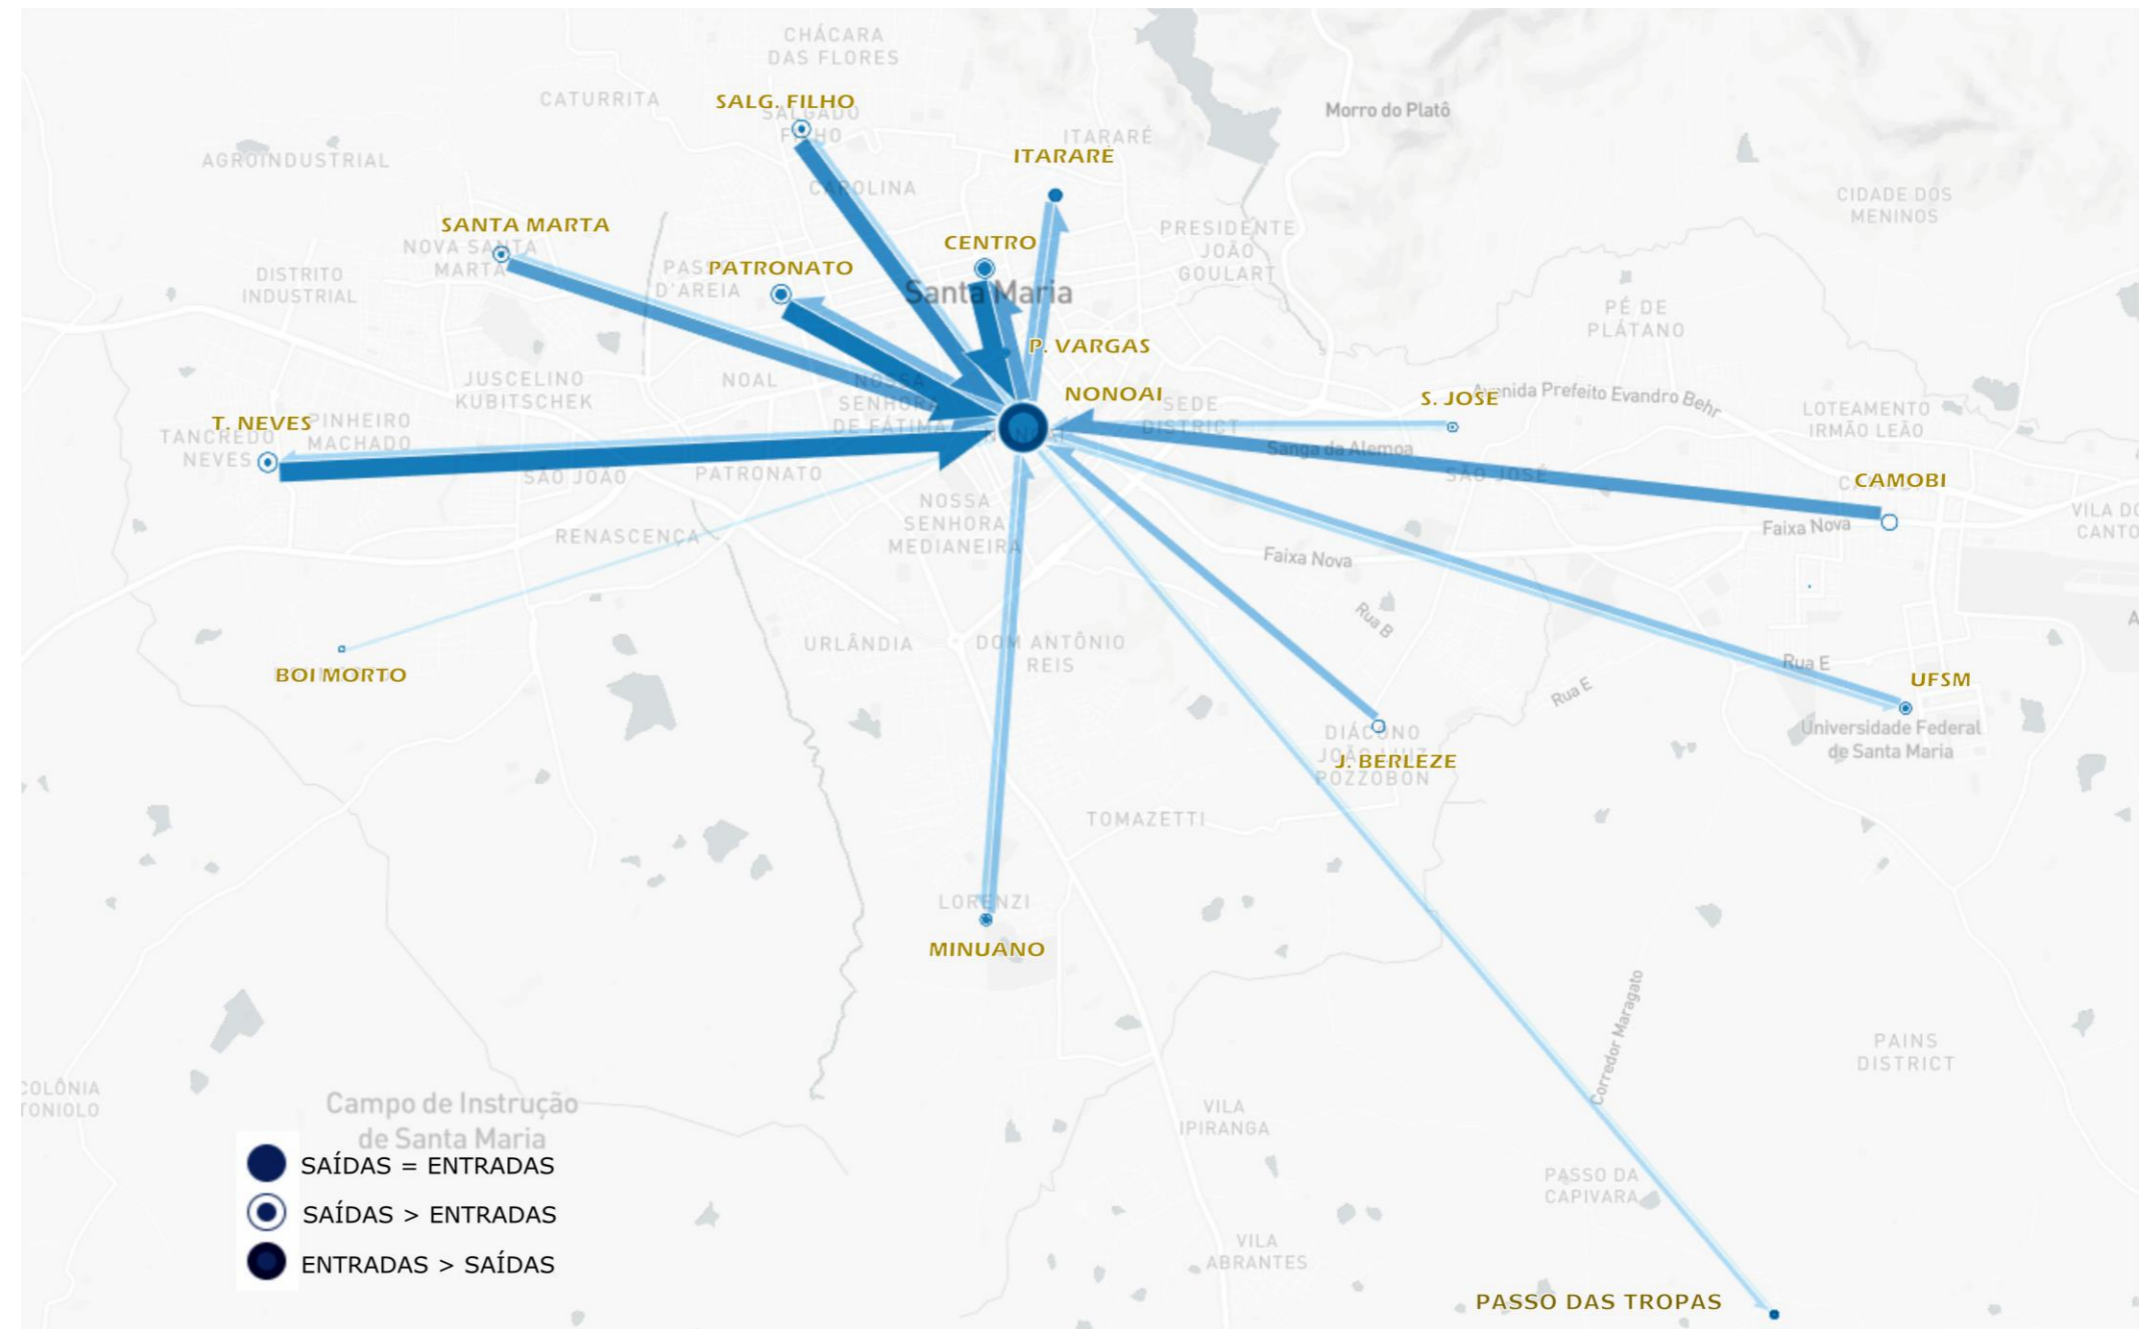 CHÁCARA
DAS FLORES
CATURRITA
SALG. FILHO
SALGADO
FILHO
Morro do Platô
ITARARÉ
ITARARÉ
AGROINDUSTRIAL
CAROLINA
CIDADE DOS
MENINOS
SANTA MARTA
NOVA SANTA
MARTA
PRESIDENTE
JOÃO
GOULART
CENTRO
PATRONATO
PASSO
D'AREIA
DISTRITO
INDUSTRIAL
Santa Maria
PÉ DE
PLÁTANO
P. VARGAS
JUSCELINO
KUBITSCHEK
NOAL
NOSSA
SENHORA
DE FÁTIMA
NONOAI
NONOAI
SEDE
DISTRICT
S. JOSE
Avenida Prefeito Evandro Behr
LOTEAMENTO
IRMÃO LEÃO
T. NEVES
PINHEIRO
MACHADO
TANCREDO
NEVES
SÃO JOÃO
PATRONATO
Sanga da Alemoa
SÃO JOSÉ
CAMOBI
NOSSA
SENHORA
MEDIANEIRA
RENASCENÇA
Faixa Nova
Faixa Nova
VILA DO
CANTO
Rua B
URLÂNDIA
DOM ANTÔNIO
REIS
BOI MORTO
Rua E
Rua E
UFSM
Universidade Federal
de Santa Maria
DIÁCONO
JOÃO LUIZ
POZZOBON
J. BERLEZE
TOMAZETTI
LORENZI
MINUANO
Corredor Maragato
PAINS
DISTRICT
COLÔNIA
TONIOLO
Campo de Instrução
de Santa Maria
VILA
IPIRANGA
SAÍDAS = ENTRADAS
PASSO DA
CAPIVARA
SAÍDAS > ENTRADAS
VILA
ABRANTES
ENTRADAS > SAÍDAS
PASSO DAS TROPAS